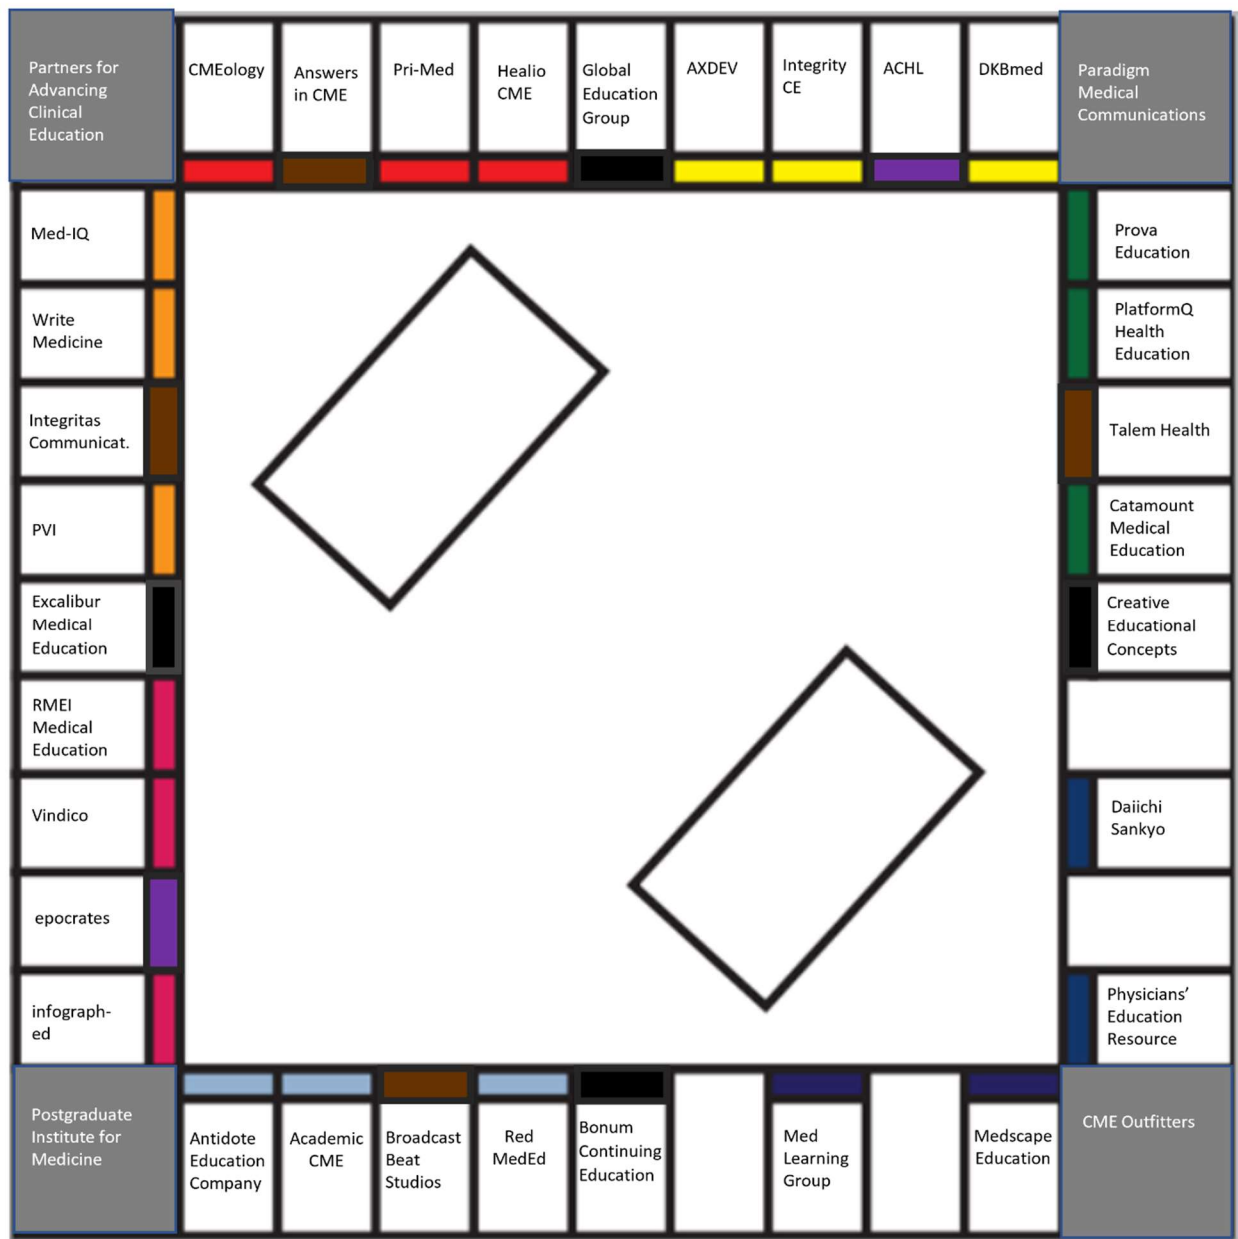 Partners for
Advancing
Clinical
Education
CMEology
Answers
in CME
Pri-Med
Healio
CME
Global
Education
Group
AXDEV
Integrity
CE
ACHL
DKBmed
Paradigm
Medical
Communications
Med-IQ
Write
Medicine
Integritas
Communicat.
PVI
Excalibur
Medical
Education
RMEI
Medical
Education
Vindico
epocrates
infograph-
ed
Prova
Education
PlatformQ
Health
Education
Talem Health
Catamount
Medical
Education
Creative
Educational
Concepts
Daiichi
Sankyo
Physicians’
Education
Resource
Postgraduate
Institute for
Medicine
Antidote
Education
Company
Academic
CME
Broadcast
Beat
Studios
Red
MedEd
Bonum
Continuing
Education
Med
Learning
Group
Medscape
Education
CME Outfitters